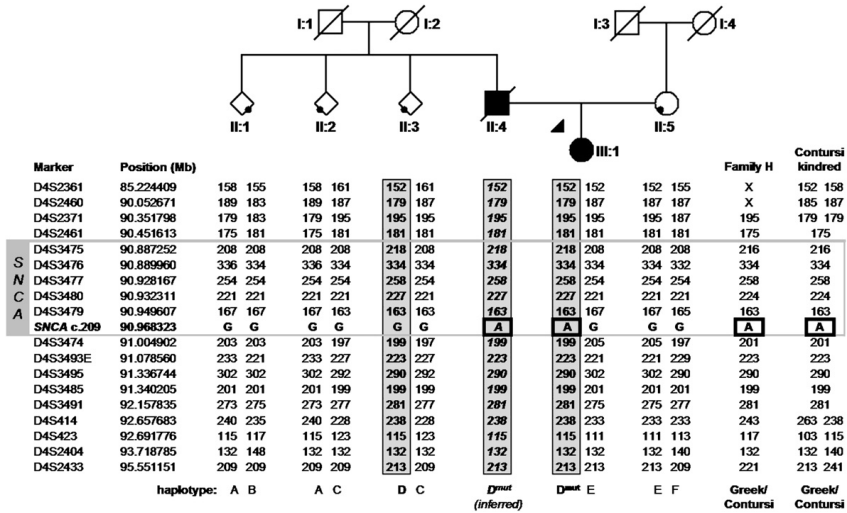 I:1 I:2 I:3 I:4
II:1 II:2 II:3 II:4 II:5
III:1
Contursi
Marker Position (Mb) Family H kindred
D4S2361 85.224409 158 155 158 161 152 161 152 152 152 152 155 X 152 158
D4S2460 90.052671 189 183 189 187 179 187 179 179 187 187 187 X 185 187
D4S2371 90.351798 179 183 179 195 195 195 195 195 195 195 187 195 179 179
D4S2461 90.451613 175 181 175 181 181 181 181 181 181 181 181 175 175
D4S3475 90.887252 208 208 208 208 218 208 218 218 208 208 208 216 216
D4S3476 90.889960 336 334 336 334 334 334 334 334 334 334 332 334 334
D4S3477 90.928167 254 254 254 254 258 254 258 258 254 254 254 258 258
D4S3480 90.932311 221 221 221 221 227 221 227 227 221 221 221 224 224
D4S3479 90.949607 167 167 167 163 163 163 163 163 167 167 165 163 163
SNCA c.209 90.968323 G G G G G G A A G G G A A
D4S3474 91.004902 203 203 203 197 199 197 199 199 205 205 197 201 201
D4S3493E 91.078560 233 221 233 227 223 227 223 223 221 221 229 223 223
D4S3495 91.336744 302 302 302 292 290 292 290 290 302 302 302 290 290
D4S3485 91.340205 201 201 201 199 199 199 199 199 201 201 201 199 199
D4S3491 92.157835 273 275 273 277 281 277 281 281 275 275 277 281 281
D4S414 92.657683 240 235 240 228 238 228 238 238 233 233 233 243 263 238
D4S423 92.691776 115 117 115 123 115 123 115 115 111 111 113 117 103 115
D4S2404 93.718785 132 148 132 132 132 132 132 132 132 132 140 132 132 140
D4S2433 95.551151 209 209 209 209 213 209 213 213 213 213 209 221 213 241
haplotype: A B A C D C Dmut Dmut E E F Greek/ Greek/
(inferred) Contursi Contursi
SNCA